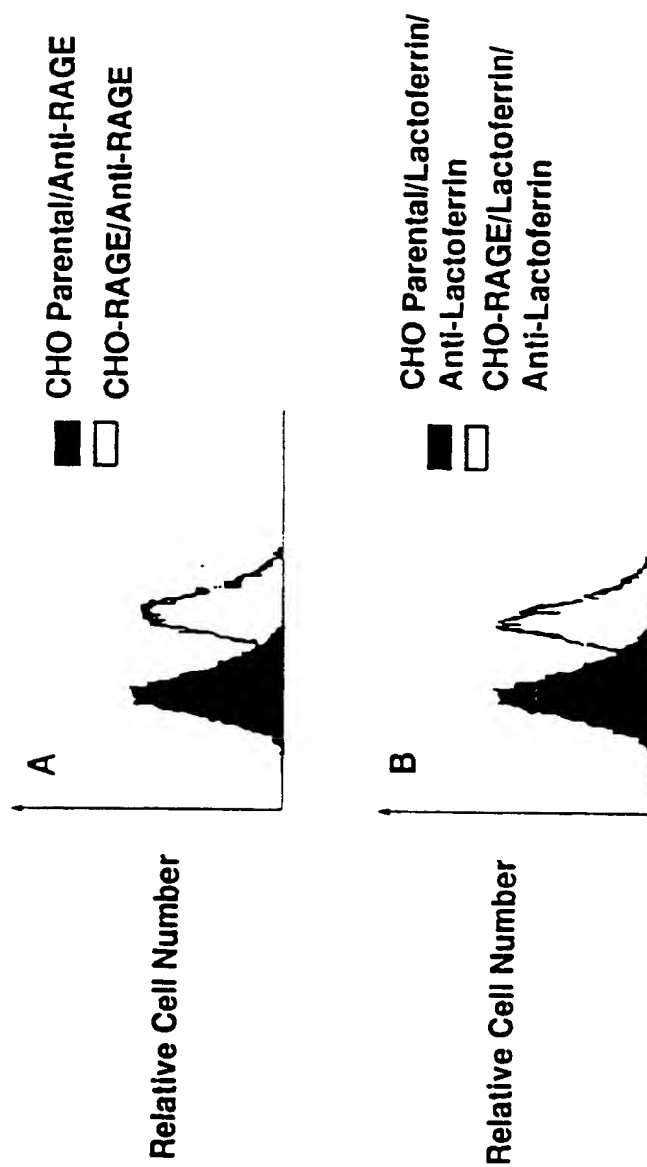 Relative Cell Number
A
CHO Parental/Anti-RAGE
CHO-RAGE/Anti-RAGE
Relative Cell Number
B
CHO Parental/Lactoferrin/
Anti-Lactoferrin
CHO-RAGE/Lactoferrin/
Anti-Lactoferrin